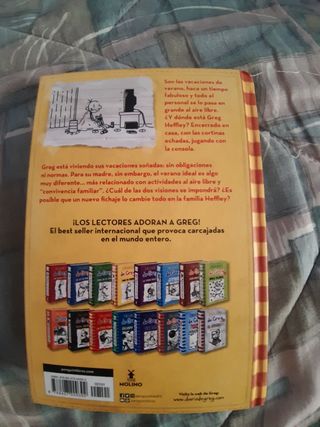 Son las vacaciones de
verano, hace un tiempo
fabuloso y todo el
personal se lo pasa en
grande al aire libre.
¿Y dónde está Greg
Heffley? Encerrado en
casa, con las cortinas
echadas, jugando con
la consola.
Greg está viviendo sus vacaciones soñadas: sin obligaciones
ni normas. Para su madre, sin embargo, el verano ideal es algo
muy diferente... más relacionado con actividades al aire libre y
"convivencia familiar". ¿Cuál de las dos visiones se impondrá? ¿Es
posible que un nuevo fichaje lo cambie todo en la familia Heffley?
¡LOS LECTORES ADORAN A GREG!
El best seller internacional que provoca carcajadas
en el mundo entero.
penguinlibros.com
MOLINO
penguinlibros